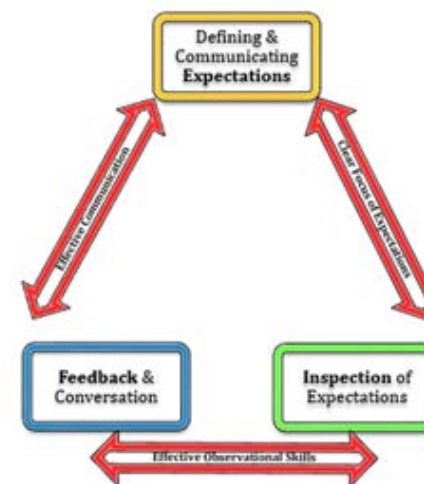 Defining &
Communicating
Expectations
Effective Communication
Clear Focus of Expectations
Feedback &
Conversation
Inspection of
Expectations
Effective Observational Skills